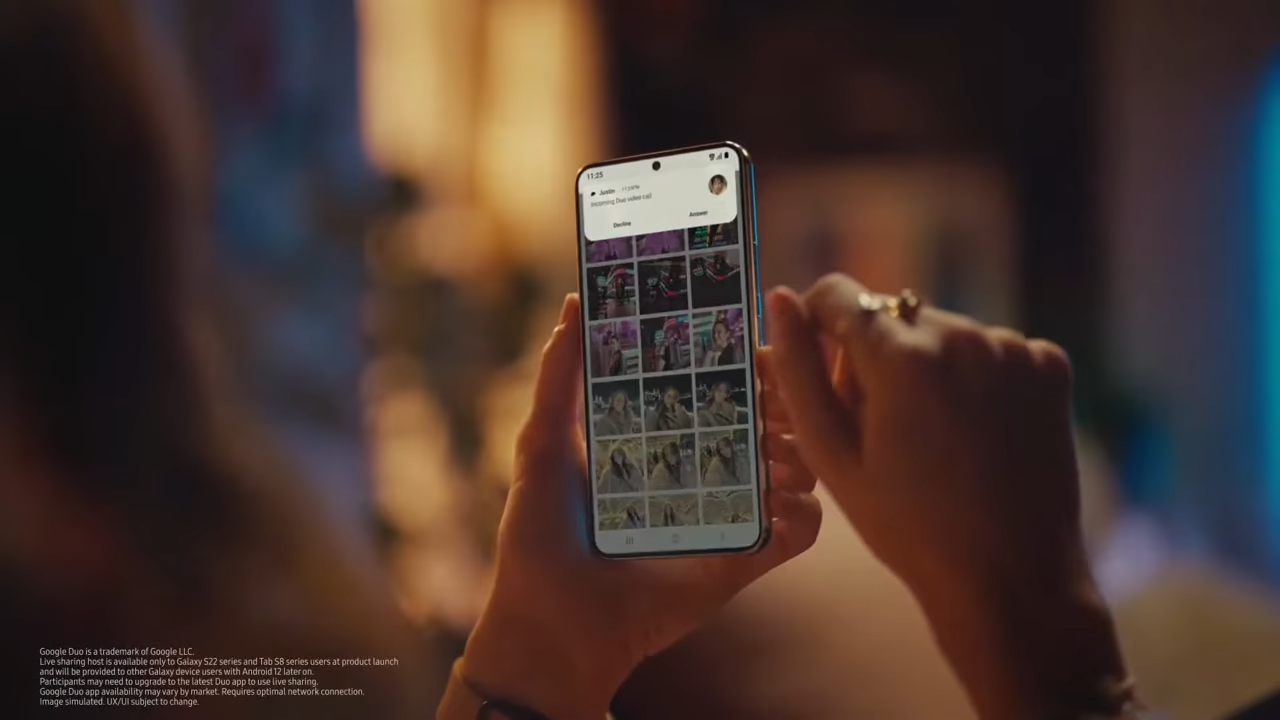 11:25
Justin
Incoming Duo video call
Decline
Answer
Google Duo is a trademark of Google LLC.
Live sharing host is available only to Galaxy S22 series and Tab S8 series users at product launch
and will be provided to other Galaxy device users with Android 12 later on.
Participants may need to upgrade to the latest Duo app to use live sharing.
Google Duo app availability may vary by market. Requires optimal network connection.
Image simulated. UX/UI subject to change.